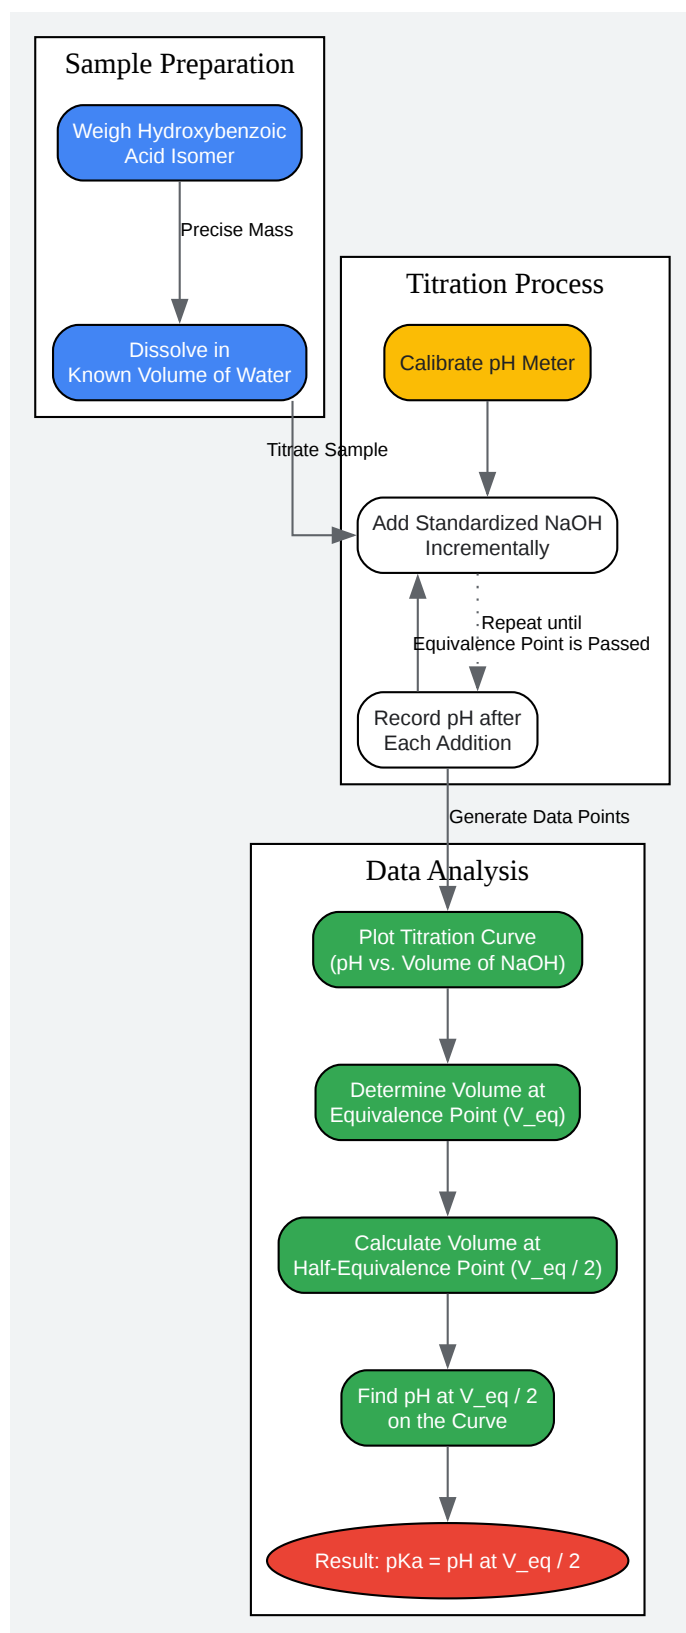 Sample Preparation
Weigh Hydroxybenzoic
Acid Isomer
Precise Mass
Dissolve in
Known Volume of Water
Titration Process
Calibrate pH Meter
Titrate Sample
Add Standardized NaOH
Incrementally
Repeat until
Equivalence Point is Passed
Record pH after
Each Addition
Generate Data Points
Data Analysis
Plot Titration Curve
(pH vs. Volume of NaOH)
Determine Volume at
Equivalence Point (V_eq)
Calculate Volume at
Half-Equivalence Point (V_eq / 2)
Find pH at V_eq / 2
on the Curve
Result: pKa = pH at V_eq / 2